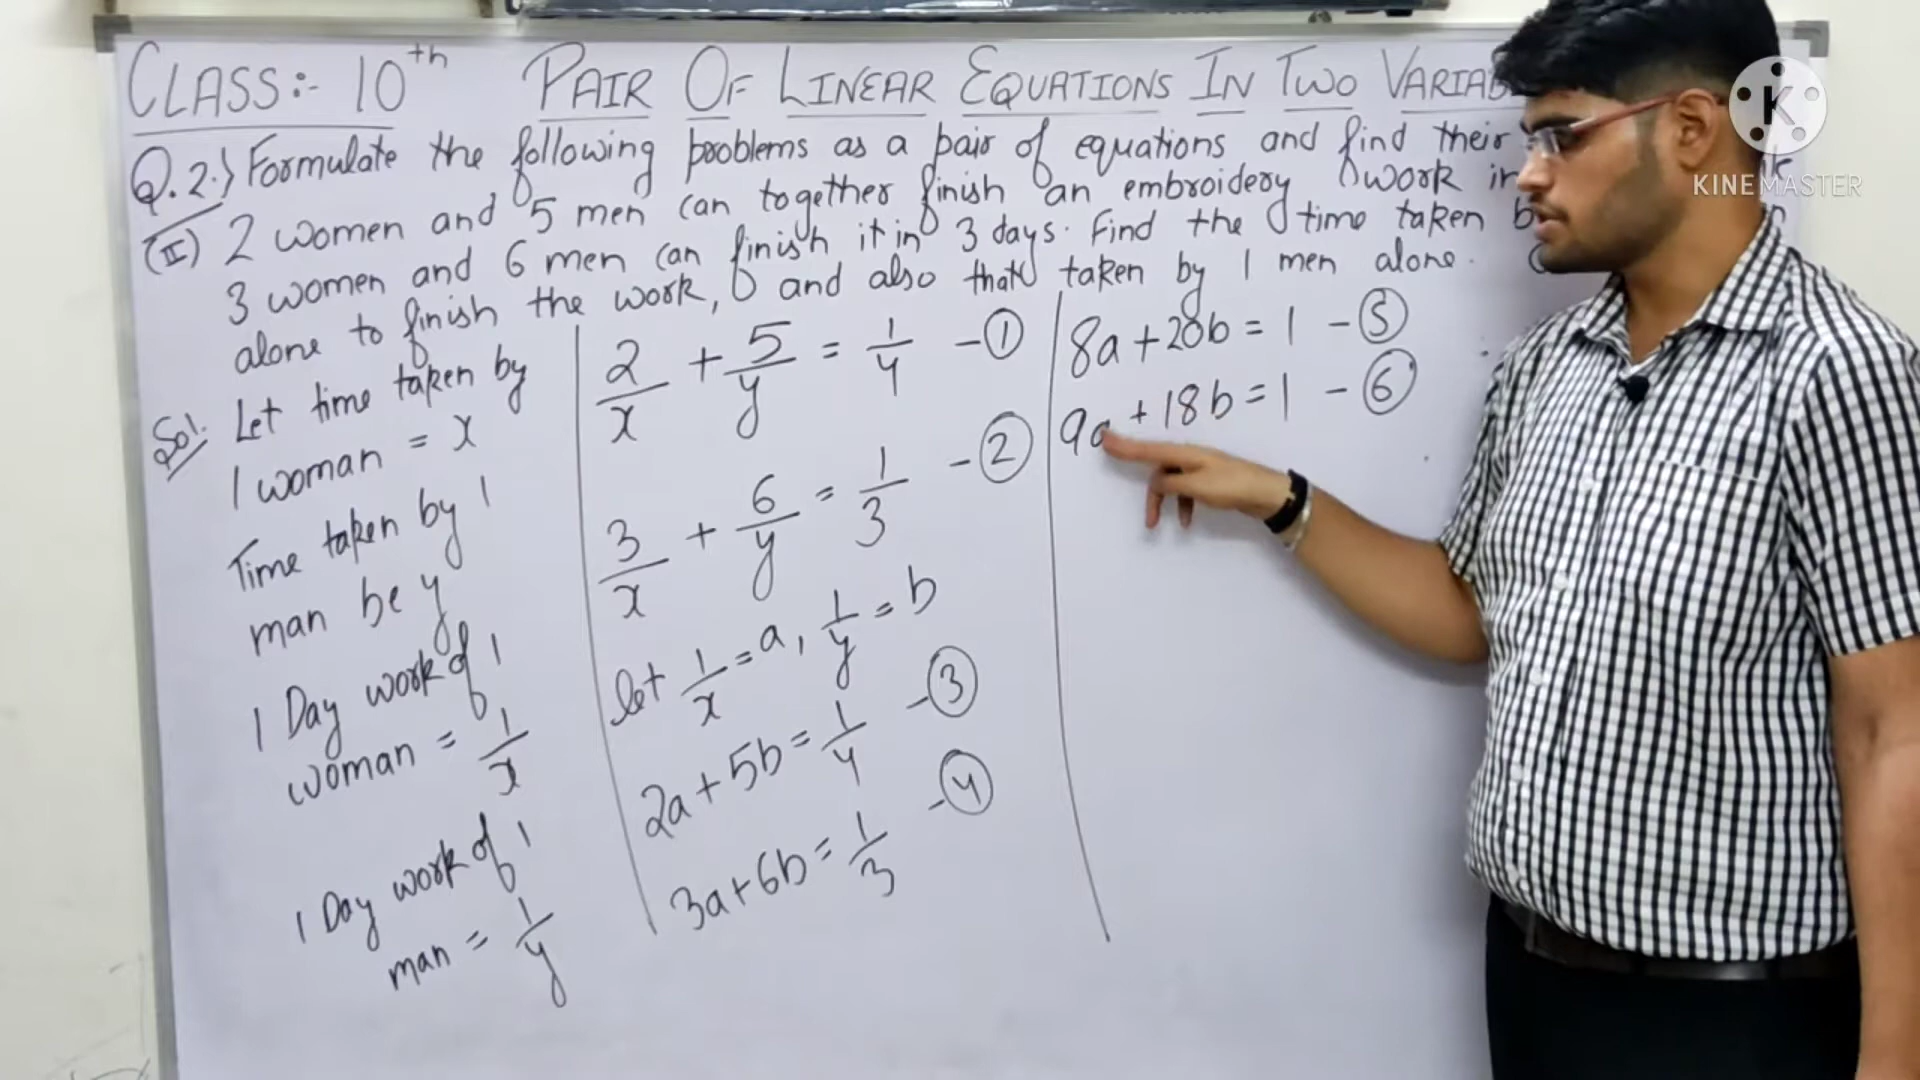 CLASS:- 10th PAIR OF LINEAR EQUATIONS IN TWO VARIAB
Q.2.) Formulate the following problems as a pair of equations and find their
(II) 2 women and 5 men can together finish an embroidery work in
3 women and 6 men can finish it in 3 days. Find the time taken b
alone to finish the work, and also that taken by 1 men alone.
Sol. Let time taken by
1 woman = x
Time taken by 1
man be y
1 Day work of 1
woman = 1/x
1 Day work of 1
man = 1/y
2/x + 5/y = 1/4 - ①
3/x + 6/y = 1/3 - ②
let 1/x = a, 1/y = b
2a + 5b = 1/4 - ③
3a + 6b = 1/3 - ④
8a + 20b = 1 - ⑤
9a + 18b = 1 - ⑥
K
KINEMASTER